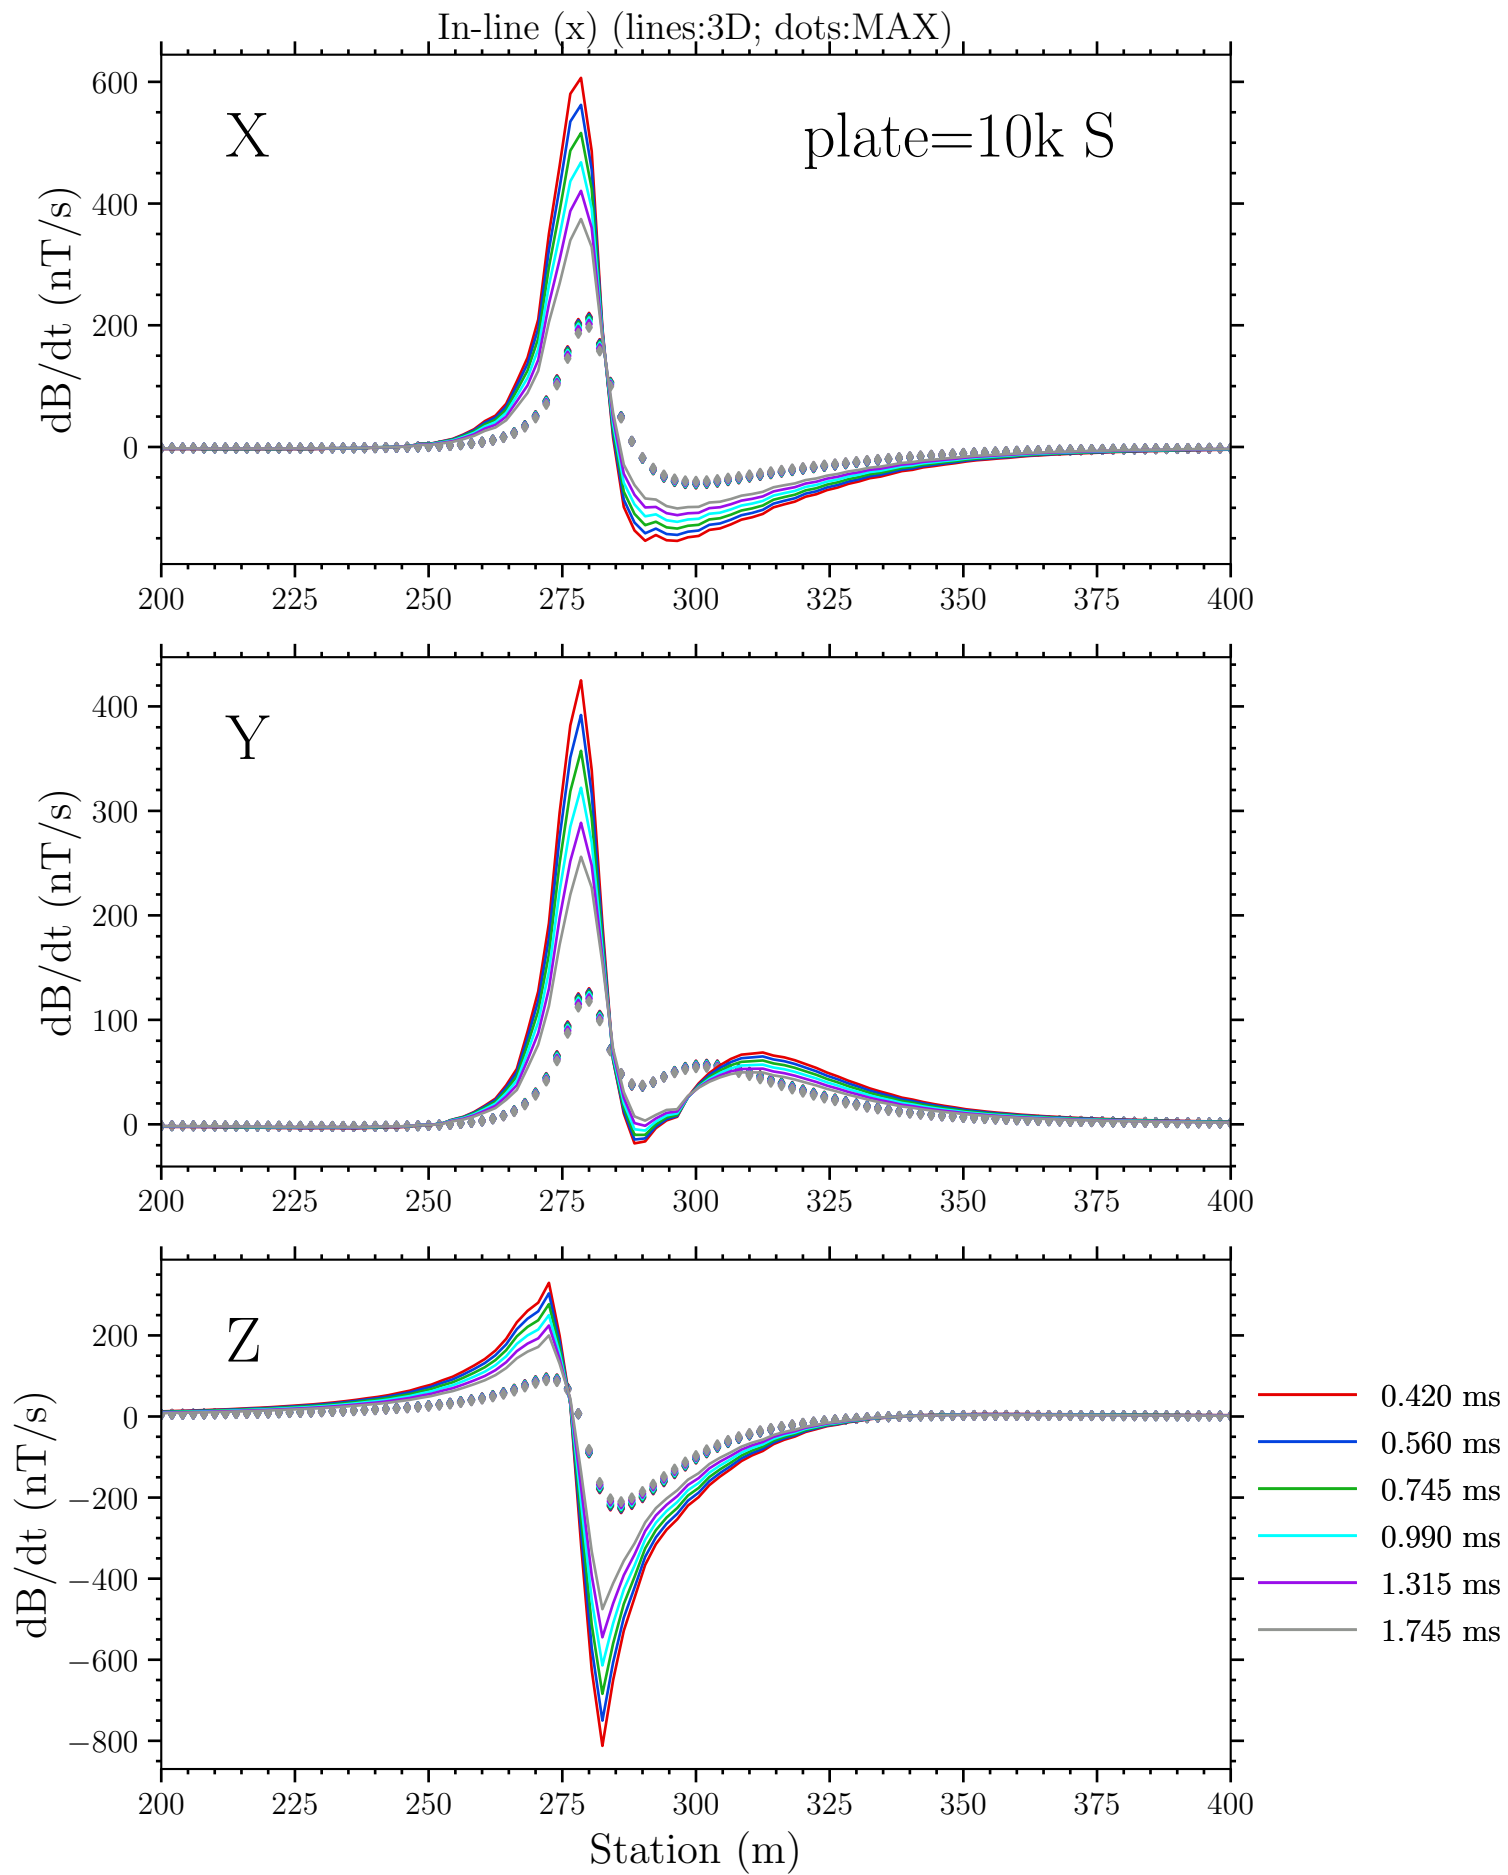 In-line (x) (lines:3D; dots:MAX)
X
plate=10k S
dB/dt (nT/s)
600
400
200
0
200 225 250 275 300 325 350 375 400
Y
dB/dt (nT/s)
400
300
200
100
0
200 225 250 275 300 325 350 375 400
Z
dB/dt (nT/s)
200
0
−200
−400
−600
−800
200 225 250 275 300 325 350 375 400
Station (m)
0.420 ms
0.560 ms
0.745 ms
0.990 ms
1.315 ms
1.745 ms